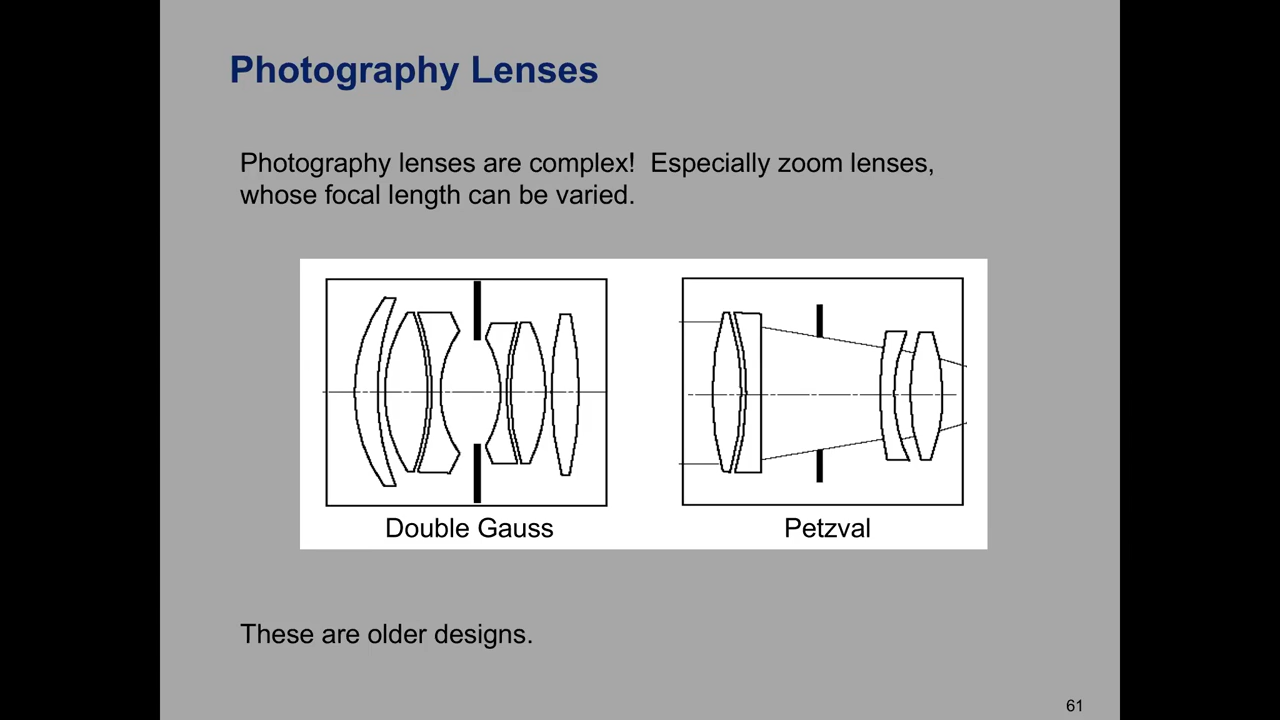 Photography Lenses
Photography lenses are complex!  Especially zoom lenses,
whose focal length can be varied.
Double Gauss
Petzval
These are older designs.
61